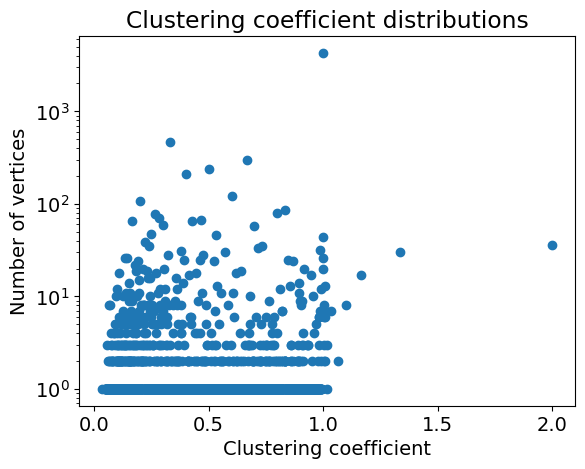 Clustering coefficient distributions
Number of vertices
10³
10²
10¹
10⁰
0.0 0.5 1.0 1.5 2.0
Clustering coefficient